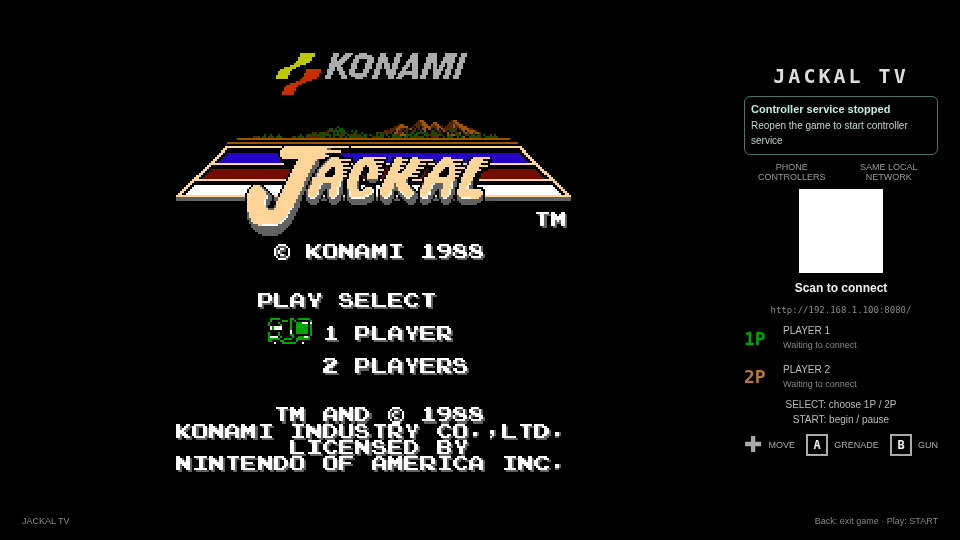 KONAMI
JACKAL
TM
© KONAMI 1988
PLAY SELECT
1 PLAYER
2 PLAYERS
TM AND © 1988
KONAMI INDUSTRY CO.,LTD.
LICENSED BY
NINTENDO OF AMERICA INC.
JACKAL TV
Controller service stopped
Reopen the game to start controller
service
PHONE
CONTROLLERS
SAME LOCAL
NETWORK
Scan to connect
http://192.168.1.100:8080/
1P
PLAYER 1
Waiting to connect
2P
PLAYER 2
Waiting to connect
SELECT: choose 1P / 2P
START: begin / pause
MOVE A GRENADE B GUN
JACKAL TV
Back: exit game · Play: START